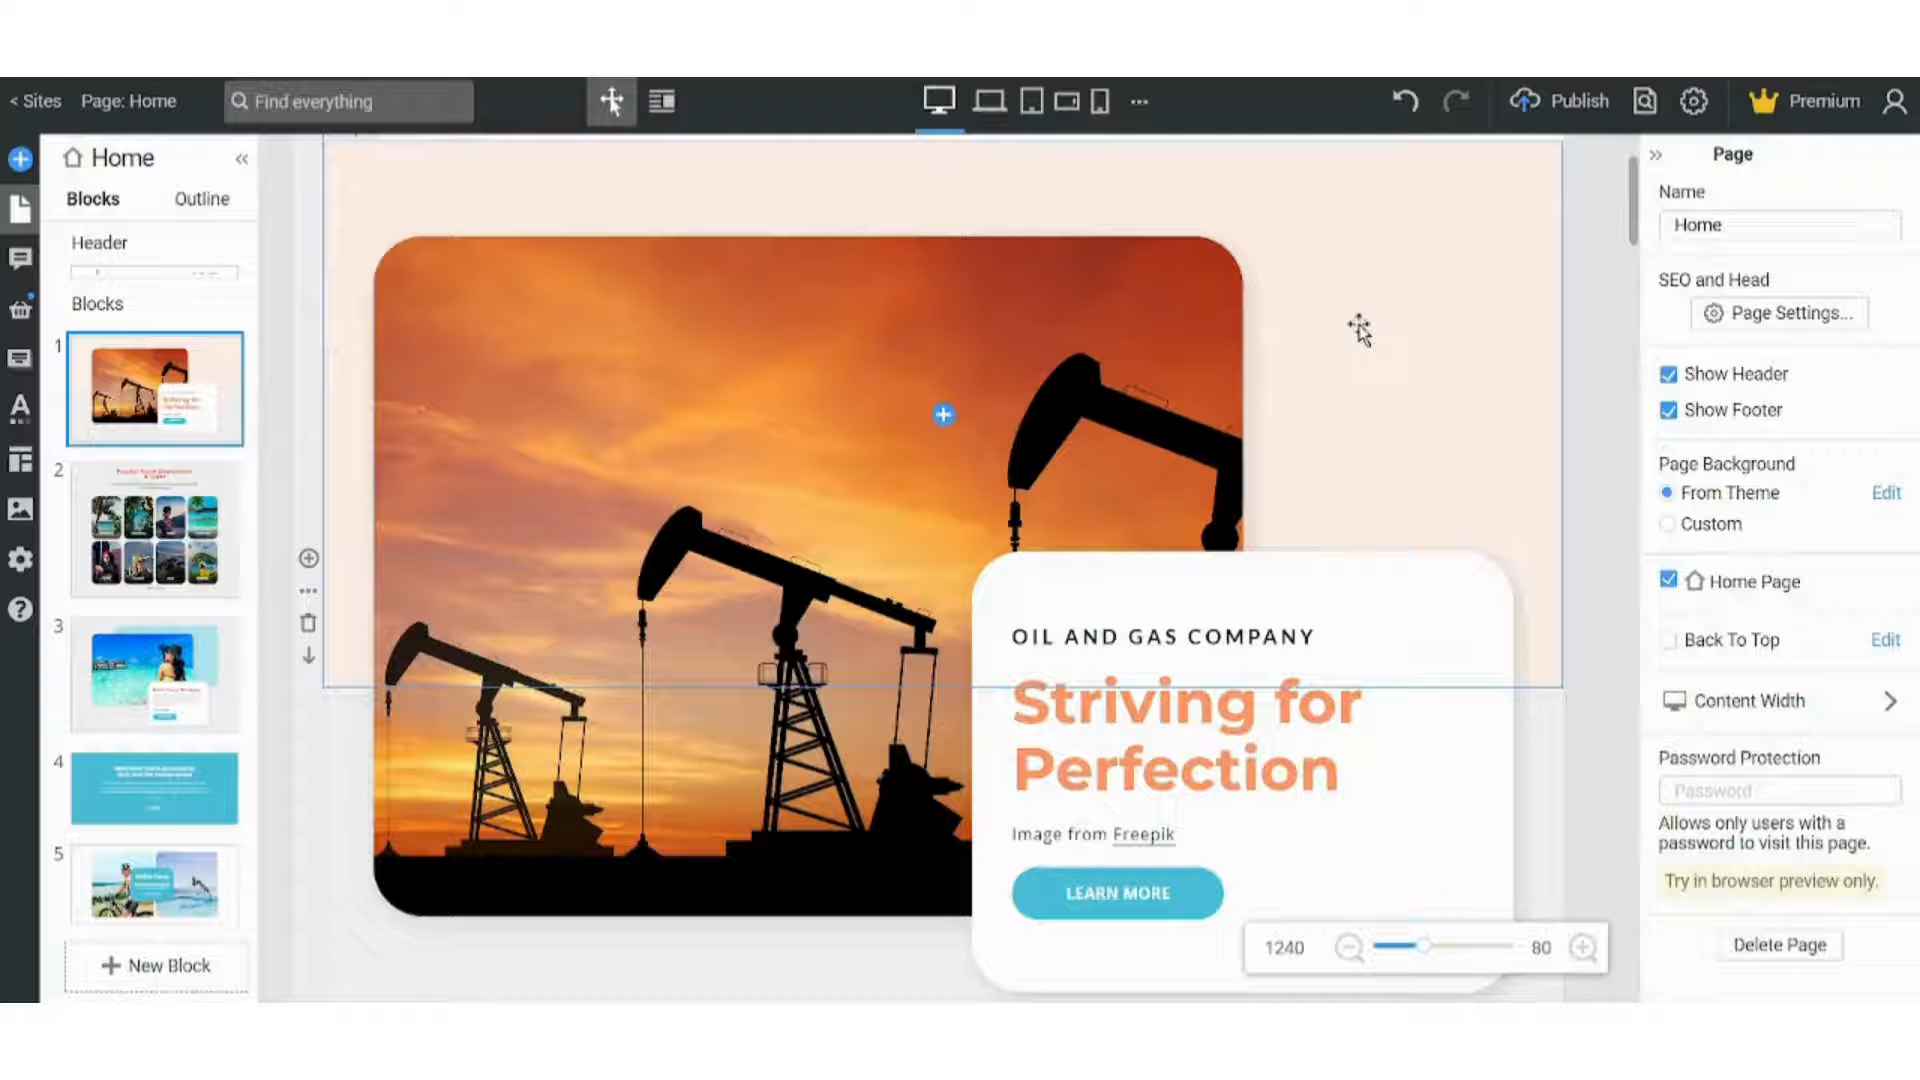 < Sites
Page: Home
Find everything
Publish
Premium
Home
Blocks
Outline
Header
Blocks
1
2
3
4
5
New Block
OIL AND GAS COMPANY
Striving for
Perfection
Image from Freepik
LEARN MORE
1240
80
Page
Name
Home
SEO and Head
Page Settings...
Show Header
Show Footer
Page Background
From Theme
Edit
Custom
Home Page
Back To Top
Edit
Content Width
Password Protection
Password
Allows only users with a
password to visit this page.
Try in browser preview only.
Delete Page